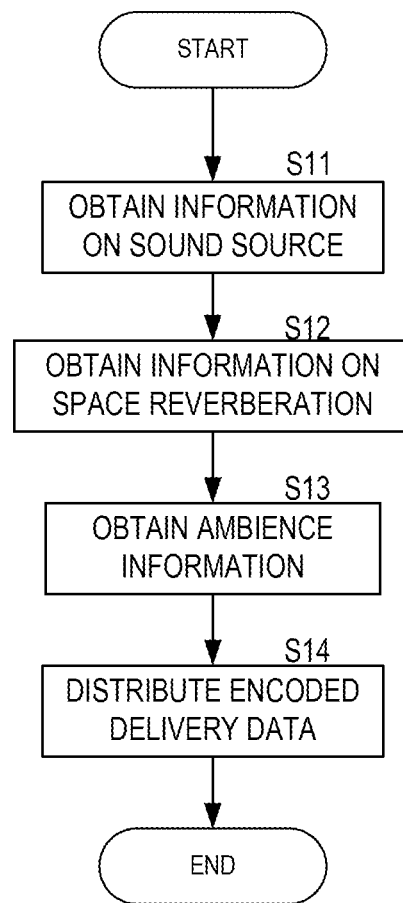 START
S11
OBTAIN INFORMATION
ON SOUND SOURCE
S12
OBTAIN INFORMATION ON
SPACE REVERBERATION
S13
OBTAIN AMBIENCE
INFORMATION
S14
DISTRIBUTE ENCODED
DELIVERY DATA
END